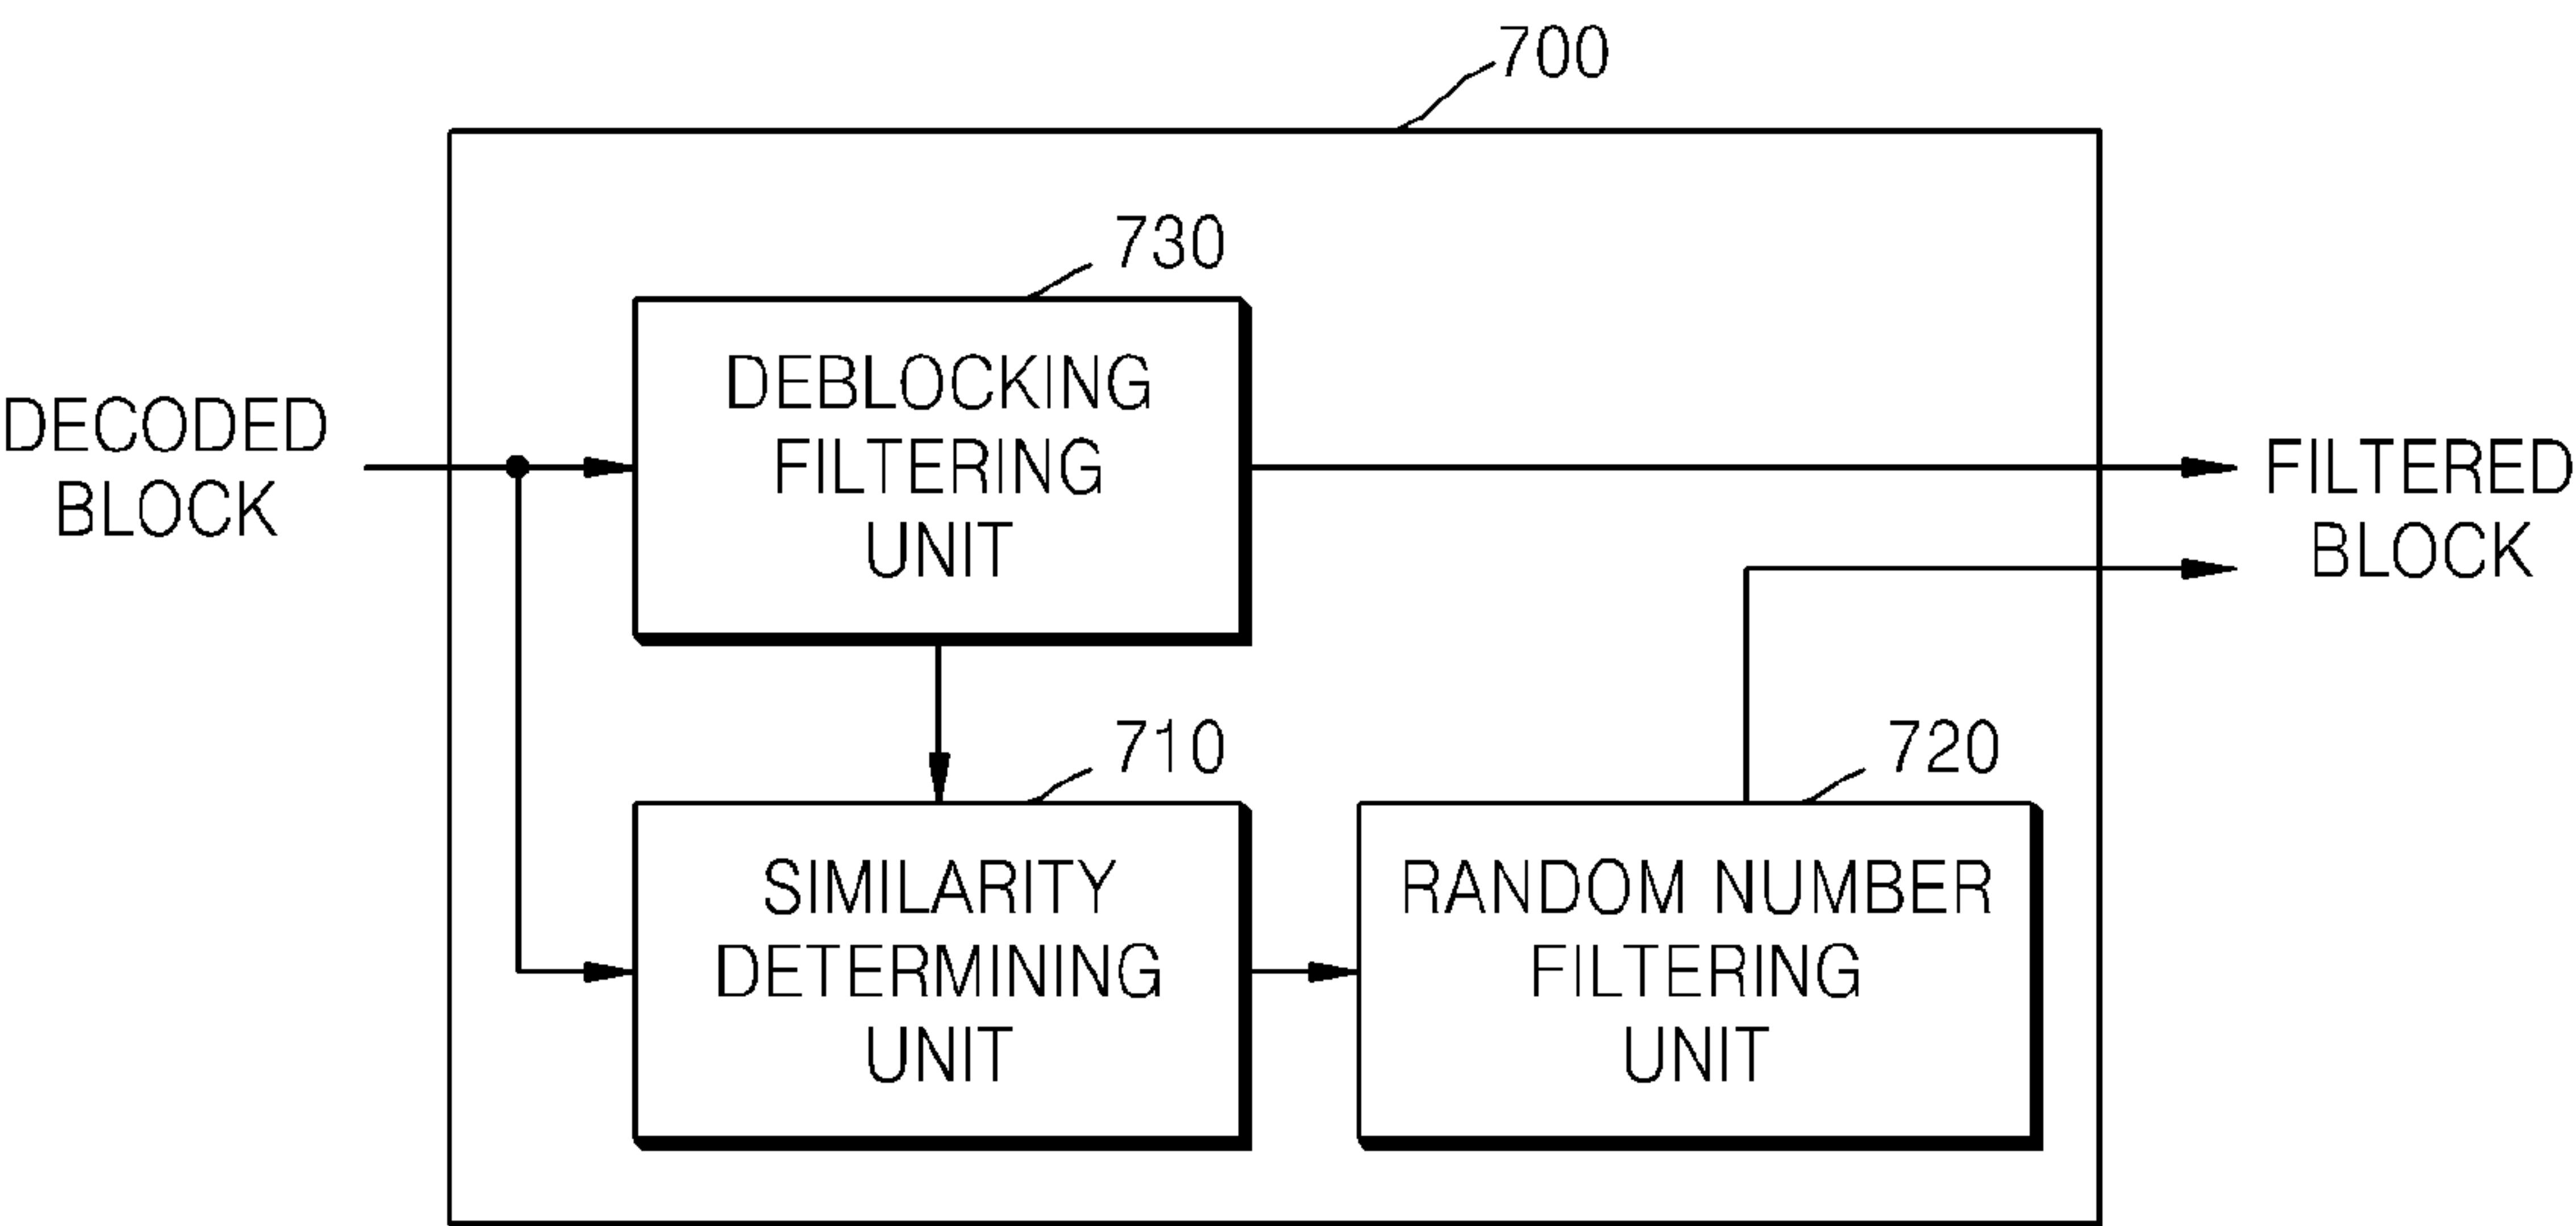 700
730
DEBLOCKING
FILTERING
UNIT
DECODED
BLOCK
FILTERED
BLOCK
710
SIMILARITY
DETERMINING
UNIT
720
RANDOM NUMBER
FILTERING
UNIT